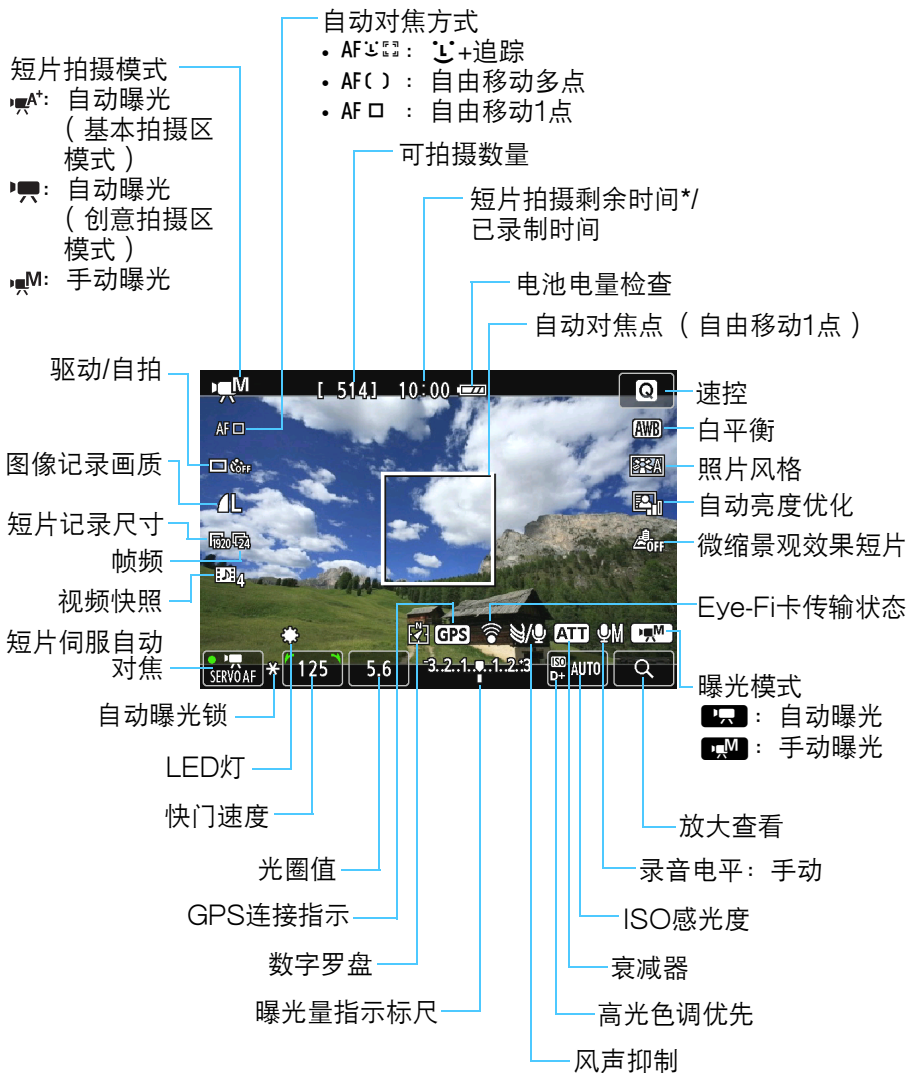 自动对焦方式
• AF : +追踪
• AF( ) : 自由移动多点
• AF □ : 自由移动1点
短片拍摄模式
A+: 自动曝光
（基本拍摄区
模式）
: 自动曝光
（创意拍摄区
模式）
M: 手动曝光
可拍摄数量
短片拍摄剩余时间*/
已录制时间
电池电量检查
自动对焦点（自由移动1点）
驱动/自拍
图像记录画质
短片记录尺寸
帧频
视频快照
短片伺服自动
对焦
自动曝光锁
LED灯
快门速度
光圈值
GPS连接指示
数字罗盘
曝光量指示标尺
M [ 514] 10:00 Q
AF □
AWB
OFF
A
L
1920 24
OFF
4
N GPS ATT M M
SERVO AF * 125 5.6 -3..2..1..0..1..2..+3 ISO D+ AUTO
速控
白平衡
照片风格
自动亮度优化
微缩景观效果短片
Eye-Fi卡传输状态
曝光模式
: 自动曝光
M : 手动曝光
放大查看
录音电平：手动
ISO感光度
衰减器
高光色调优先
风声抑制